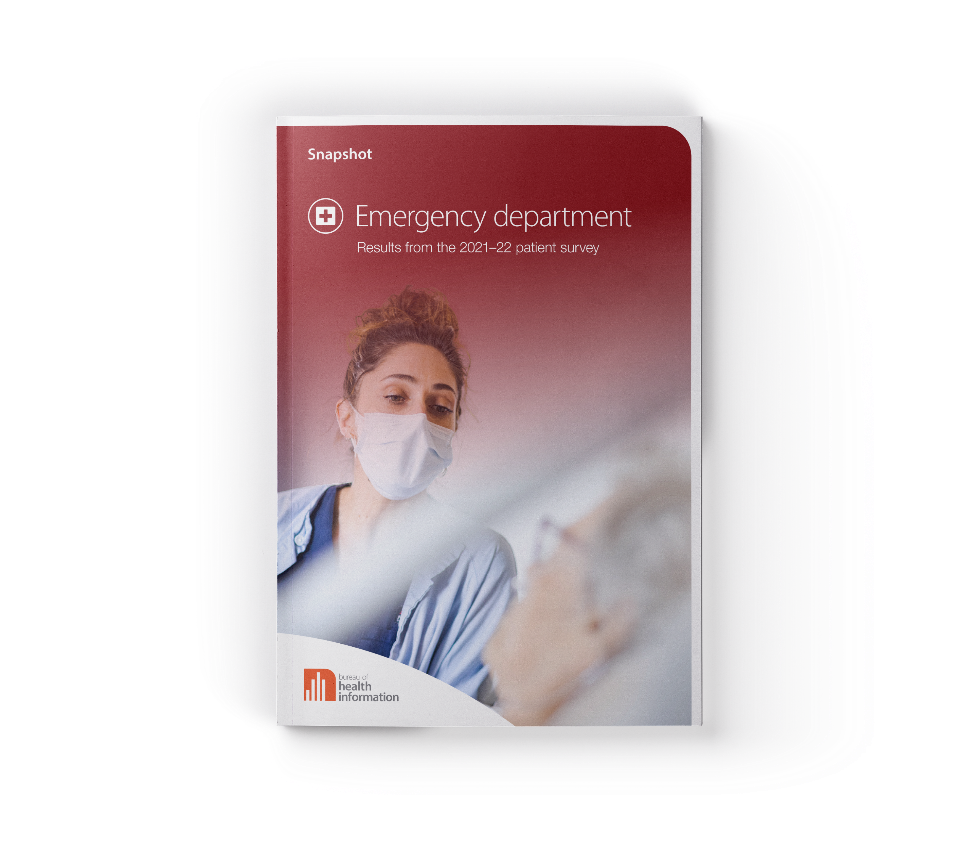 Snapshot
Emergency department
Results from the 2021–22 patient survey
bureau of
health
information